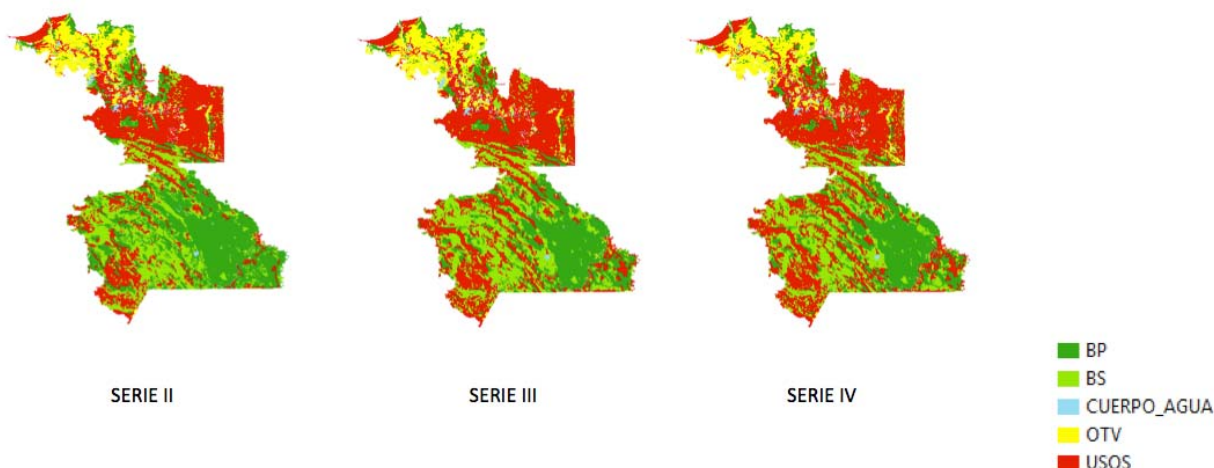 SERIE II
SERIE III
SERIE IV
BP
BS
CUERPO_AGUA
OTV
USOS